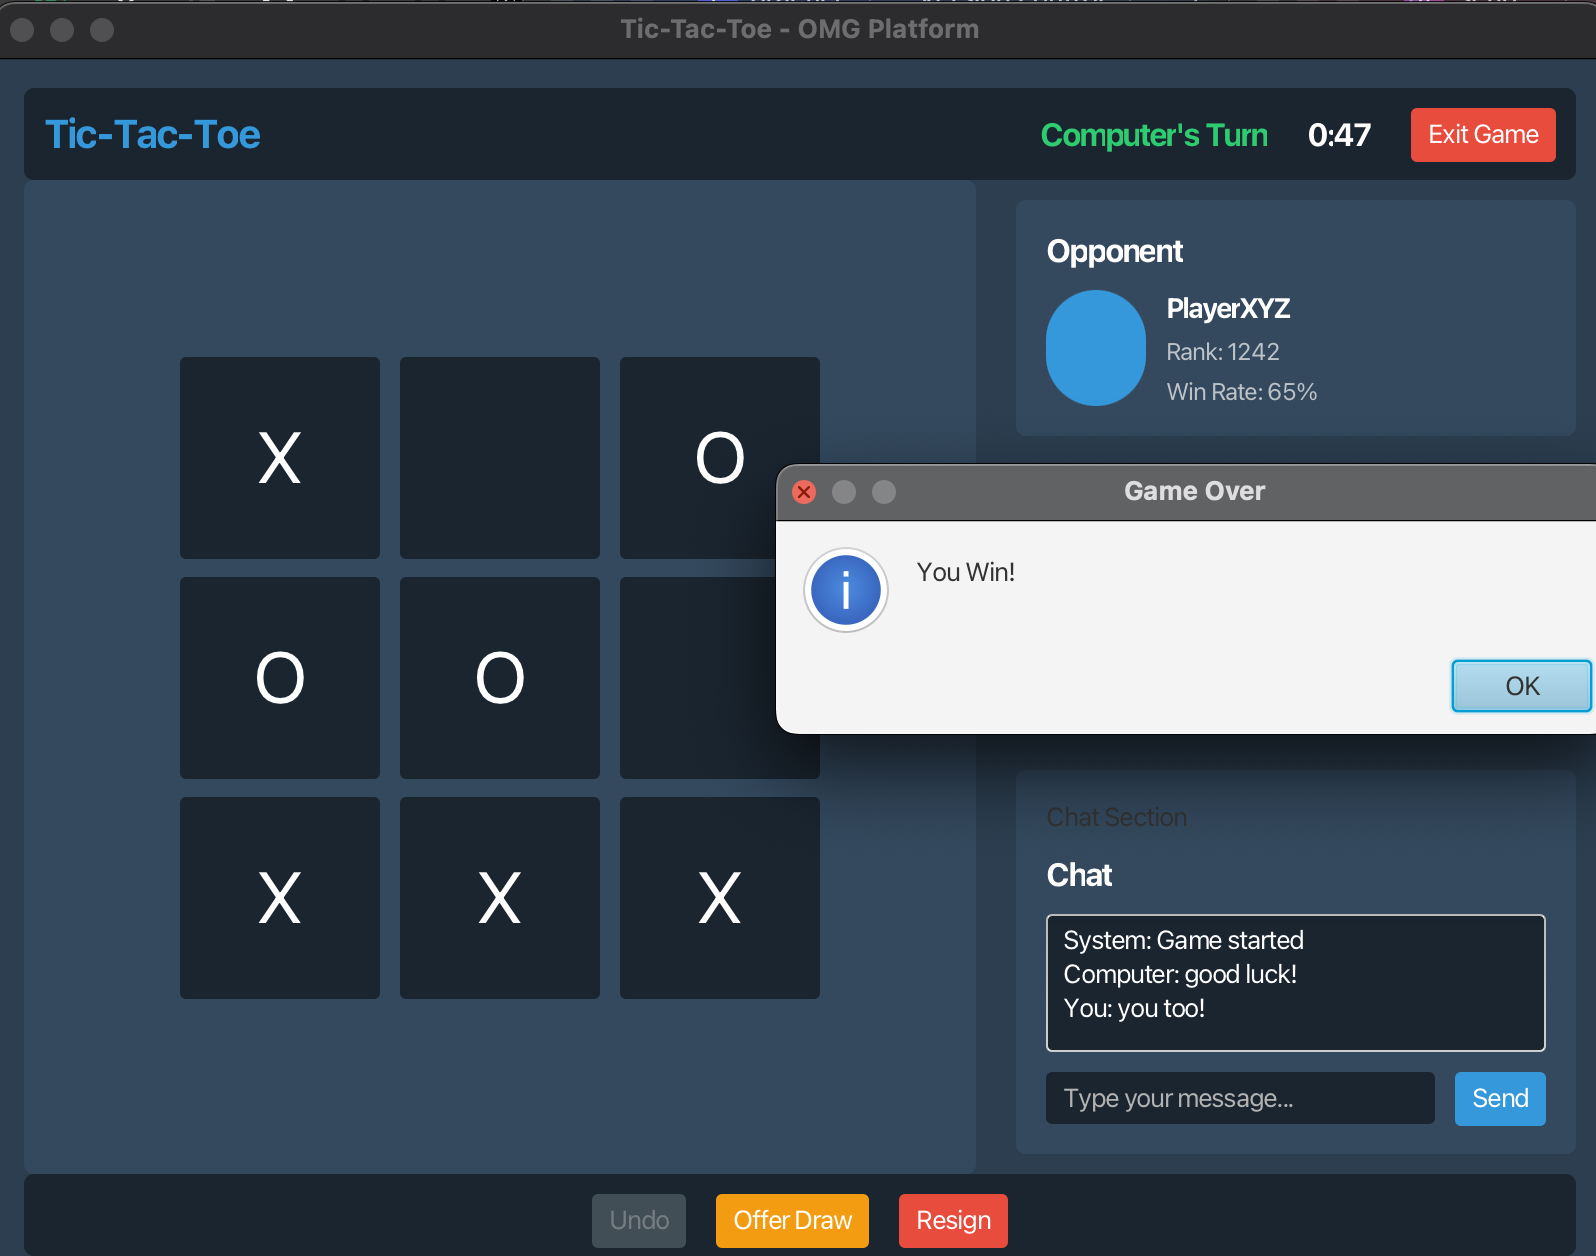 Tic-Tac-Toe - OMG Platform
Tic-Tac-Toe
Computer's Turn
0:47
Exit Game
Opponent
PlayerXYZ
Rank: 1242
Win Rate: 65%
X
O
O
O
X
X
X
Game Over
You Win!
OK
Chat Section
Chat
System: Game started
Computer: good luck!
You: you too!
Type your message...
Send
Undo
Offer Draw
Resign